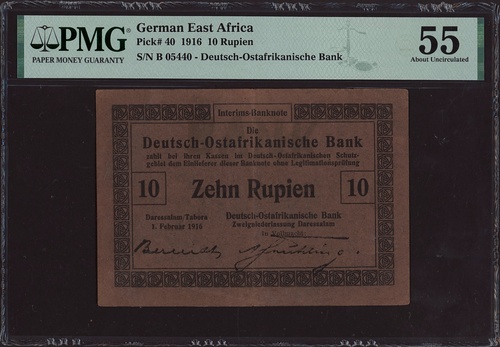 PMG
PAPER MONEY GUARANTY
German East Africa
Pick# 40 1916 10 Rupien
S/N B 05440 - Deutsch-Ostafrikanische Bank
55
About Uncirculated
Interims-Banknote
Die
Deutsch-Ostafrikanische Bank
zahlt bei ihren Kassen im Deutsch-Ostafrikanischen Schutz-
gebiet dem Einlieferer dieser Banknote ohne Legitimationsprüfung
10 Zehn Rupien 10
Daressalam/Tabora
1. Februar 1916
Deutsch-Ostafrikanische Bank
Zweigniederlassung Daressalam
in Vollmacht: